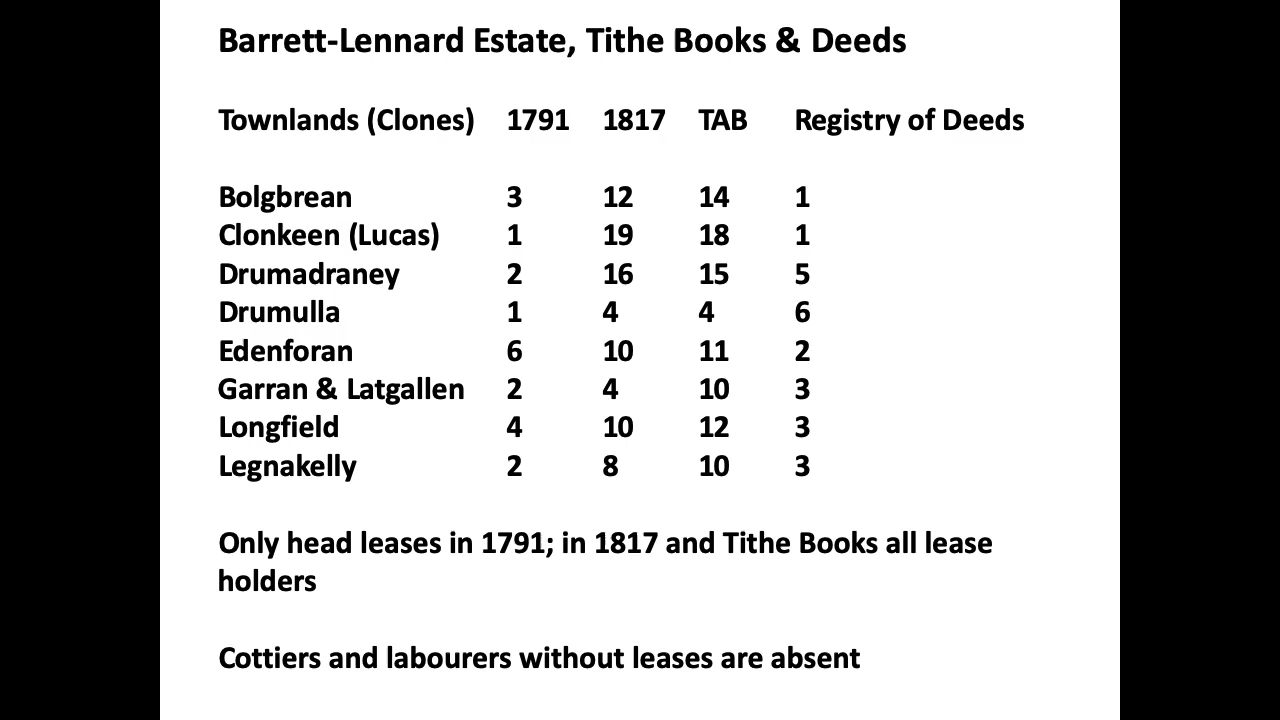 Barrett-Lennard Estate, Tithe Books & Deeds
Townlands (Clones) 1791 1817 TAB Registry of Deeds
Bolgbrean 3 12 14 1
Clonkeen (Lucas) 1 19 18 1
Drumadraney 2 16 15 5
Drumulla 1 4 4 6
Edenforan 6 10 11 2
Garran & Latgallen 2 4 10 3
Longfield 4 10 12 3
Legnakelly 2 8 10 3
Only head leases in 1791; in 1817 and Tithe Books all lease
holders
Cottiers and labourers without leases are absent